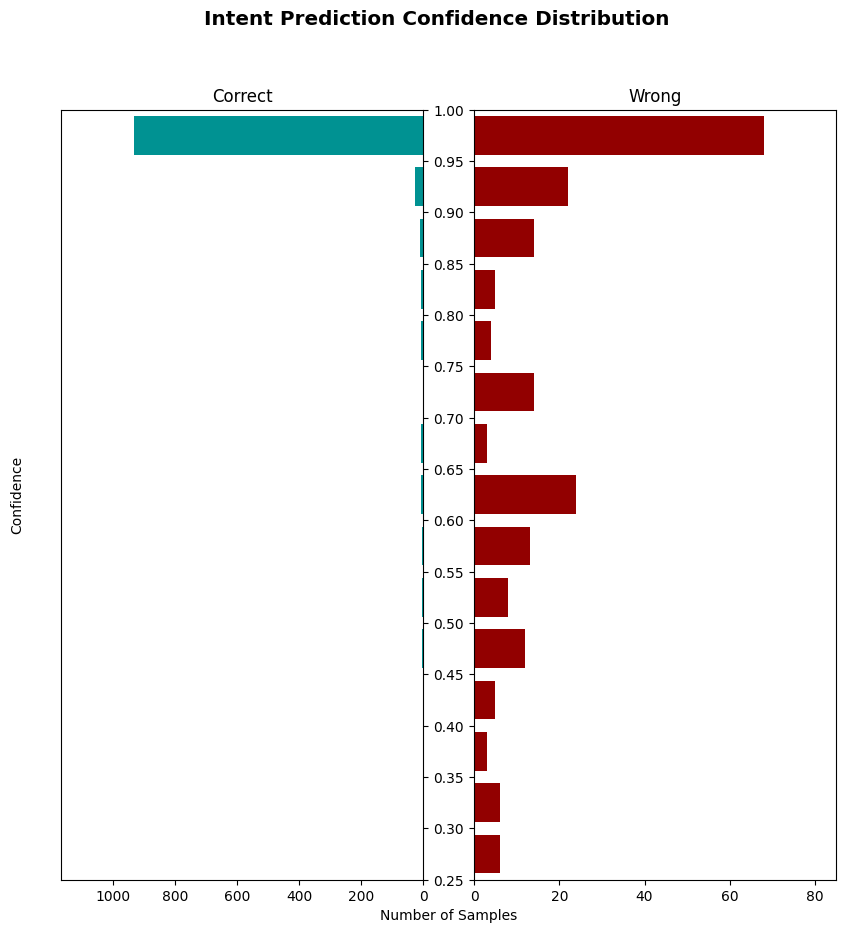 Intent Prediction Confidence Distribution
Correct
Wrong
Confidence
1.00
0.95
0.90
0.85
0.80
0.75
0.70
0.65
0.60
0.55
0.50
0.45
0.40
0.35
0.30
0.25
1000 800 600 400 200 0
0 20 40 60 80
Number of Samples